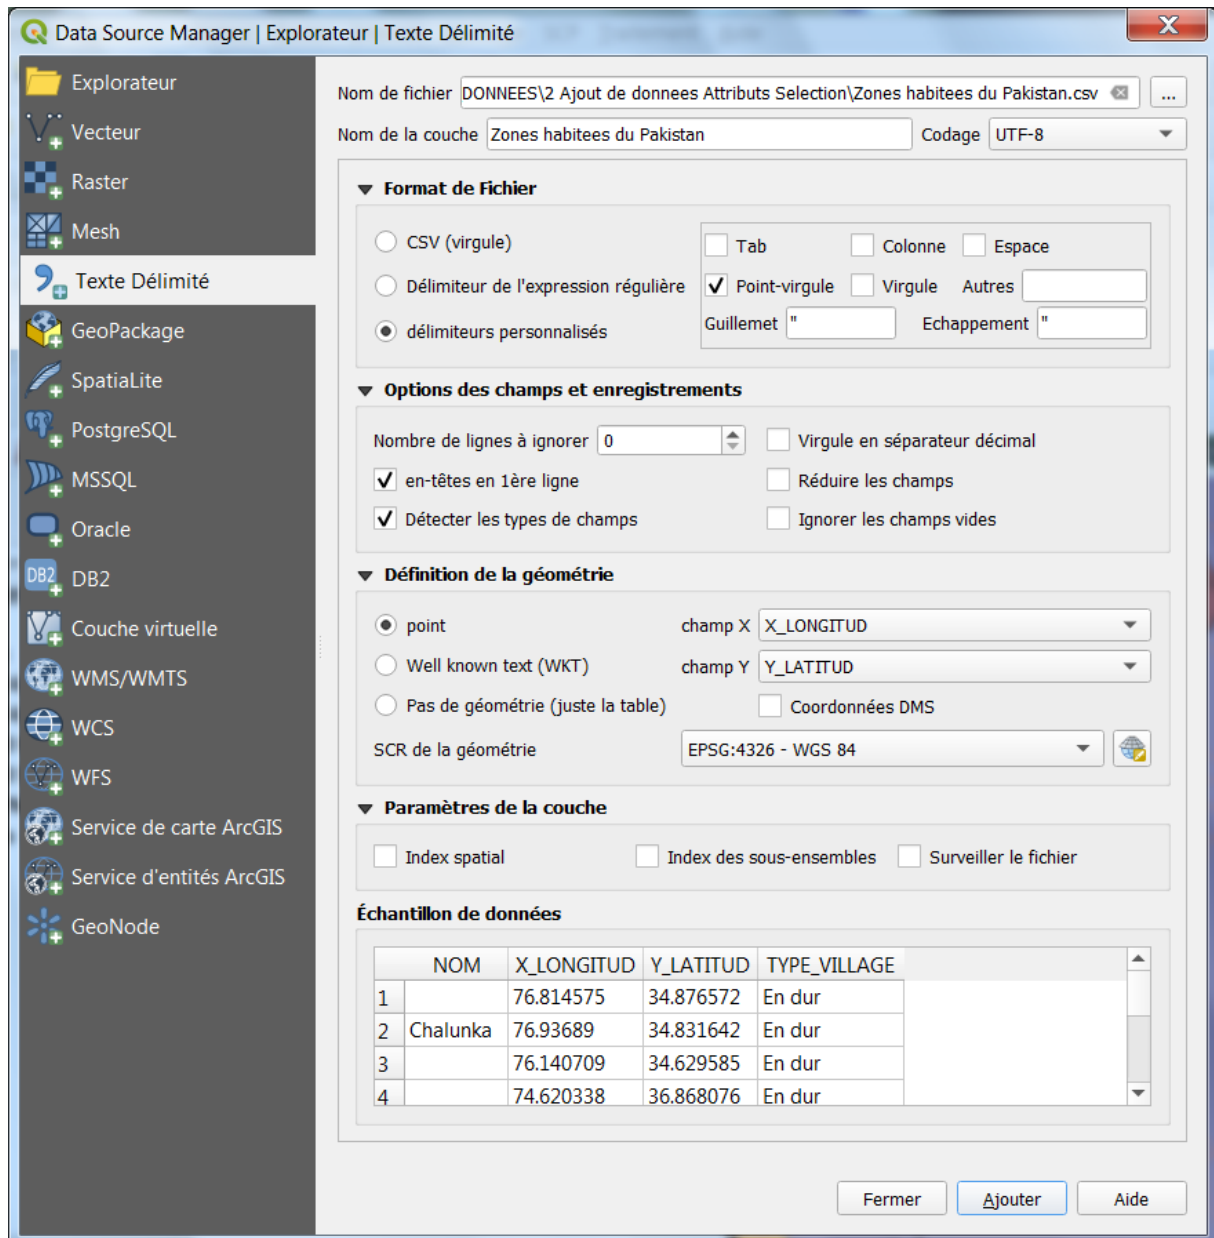 Data Source Manager | Explorateur | Texte Délimité
Explorateur
Vecteur
Raster
Mesh
Texte Délimité
GeoPackage
SpatiaLite
PostgreSQL
MSSQL
Oracle
DB2
DB2
Couche virtuelle
WMS/WMTS
WCS
WFS
Service de carte ArcGIS
Service d'entités ArcGIS
GeoNode
Nom de fichier DONNEES\2 Ajout de donnees Attributs Selection\Zones habitees du Pakistan.csv ...
Nom de la couche Zones habitees du Pakistan Codage UTF-8
Format de Fichier
CSV (virgule)
Délimiteur de l'expression régulière
délimiteurs personnalisés
Tab Colonne Espace
Point-virgule Virgule Autres
Guillemet " Echappement "
Options des champs et enregistrements
Nombre de lignes à ignorer 0 Virgule en séparateur décimal
en-têtes en 1ère ligne Réduire les champs
Détecter les types de champs Ignorer les champs vides
Définition de la géométrie
point champ X X_LONGITUD
Well known text (WKT) champ Y Y_LATITUD
Pas de géométrie (juste la table) Coordonnées DMS
SCR de la géométrie EPSG:4326 - WGS 84
Paramètres de la couche
Index spatial Index des sous-ensembles Surveiller le fichier
Échantillon de données
NOM X_LONGITUD Y_LATITUD TYPE_VILLAGE
1 76.814575 34.876572 En dur
2 Chalunka 76.93689 34.831642 En dur
3 76.140709 34.629585 En dur
4 74.620338 36.868076 En dur
Fermer Ajouter Aide